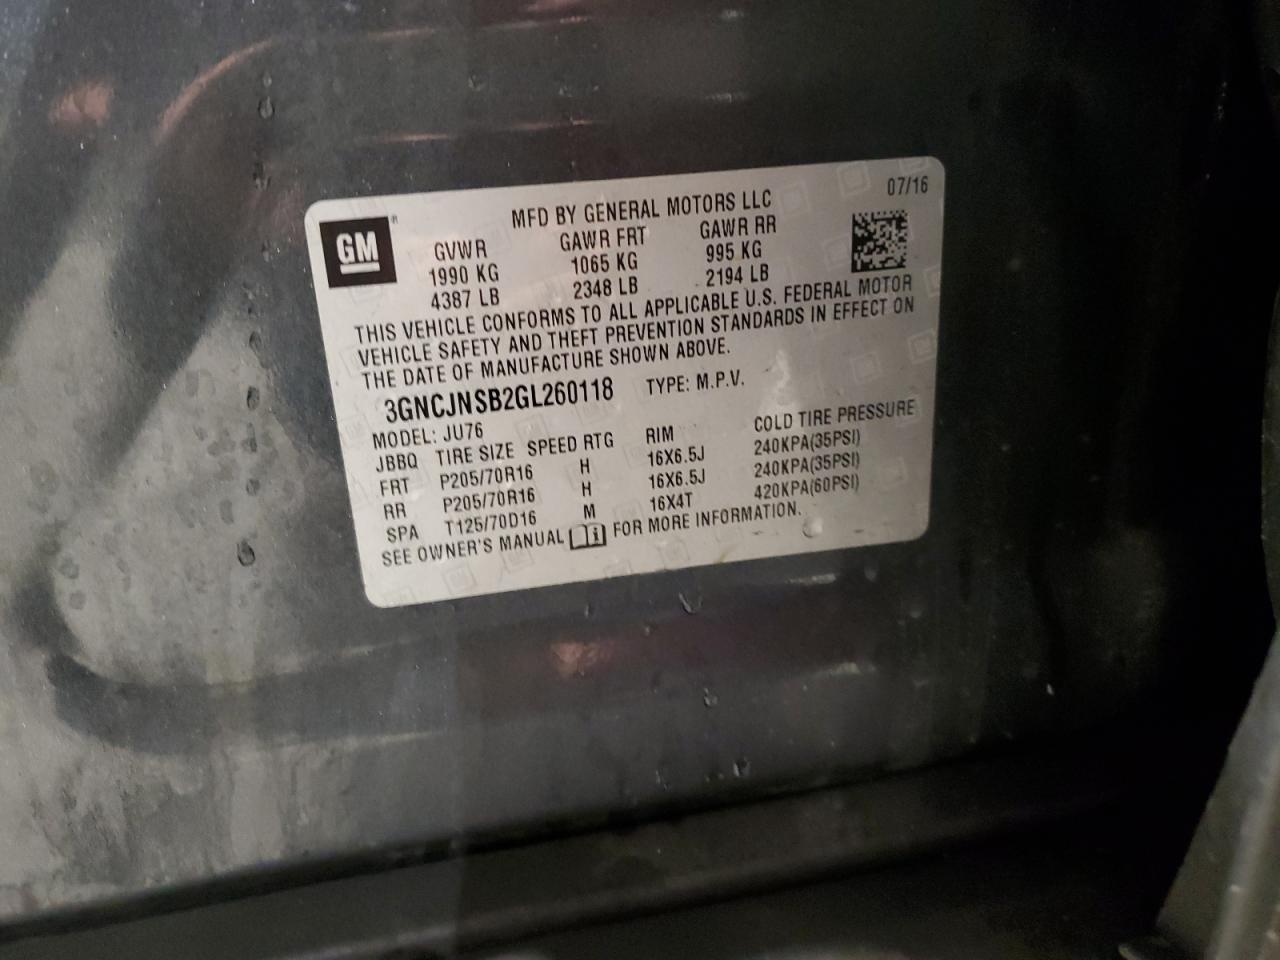 07/16
GM ®
MFD BY GENERAL MOTORS LLC
GVWR GAWR FRT GAWR RR
1990 KG 1065 KG 995 KG
4387 LB 2348 LB 2194 LB
THIS VEHICLE CONFORMS TO ALL APPLICABLE U.S. FEDERAL MOTOR
VEHICLE SAFETY AND THEFT PREVENTION STANDARDS IN EFFECT ON
THE DATE OF MANUFACTURE SHOWN ABOVE.
3GNCJNSB2GL260118 TYPE: M.P.V.
MODEL: JU76
JBBQ TIRE SIZE SPEED RTG RIM COLD TIRE PRESSURE
FRT P205/70R16 H 16X6.5J 240KPA(35PSI)
RR P205/70R16 H 16X6.5J 240KPA(35PSI)
SPA T125/70D16 M 16X4T 420KPA(60PSI)
SEE OWNER'S MANUAL i FOR MORE INFORMATION.